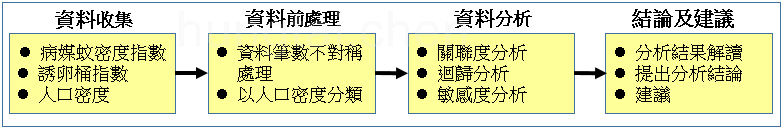 資料收集
資料前處理
資料分析
結論及建議
● 病媒蚊密度指數
● 誘卵桶指數
● 人口密度
● 資料筆數不對稱
處理
● 以人口密度分類
● 關聯度分析
● 迴歸分析
● 敏感度分析
● 分析結果解讀
● 提出分析結論
● 建議